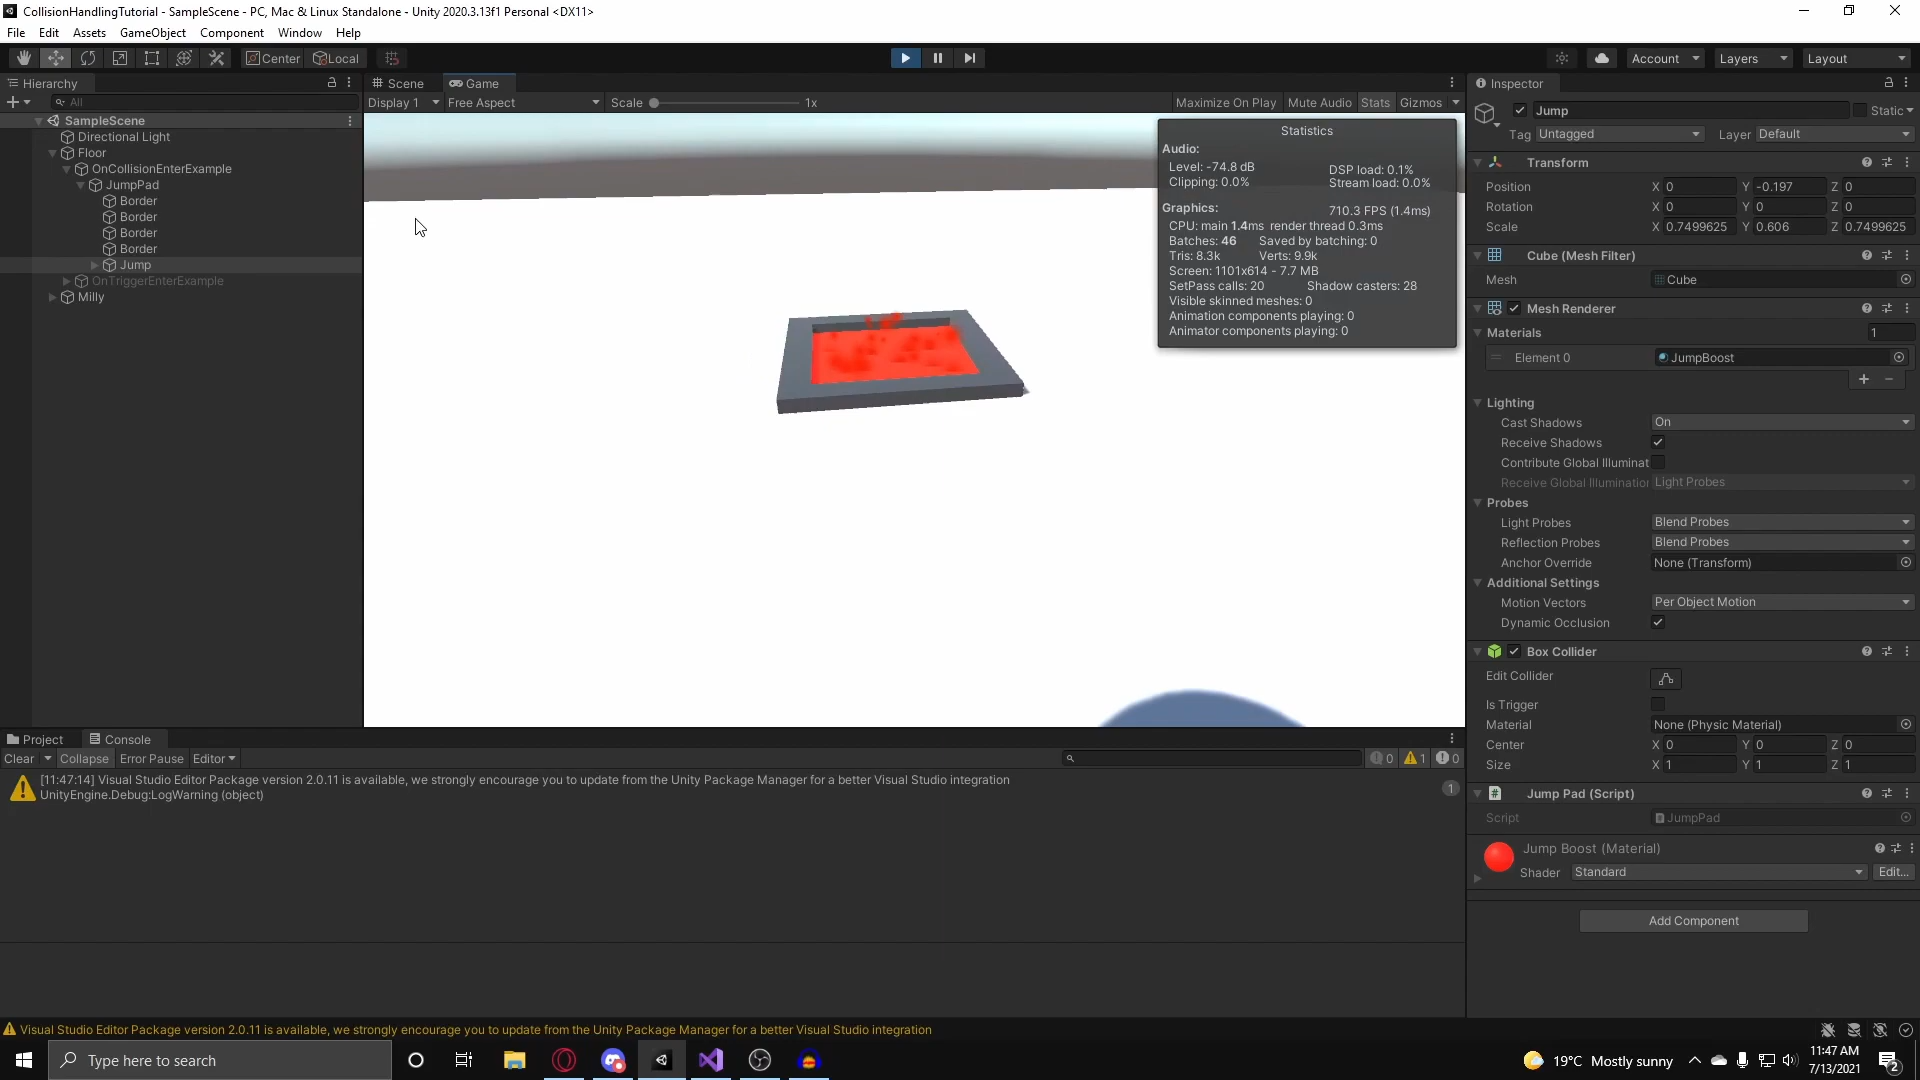 CollisionHandlingTutorial - SampleScene - PC, Mac & Linux Standalone - Unity 2020.3.13f1 Personal <DX11>
File Edit Assets GameObject Component Window Help
Center Local Account Layers Layout
Hierarchy Scene Game Inspector
All Display 1 Free Aspect Scale 1x Maximize On Play Mute Audio Stats Gizmos
Jump Static
Tag Untagged Layer Default
SampleScene
Directional Light
Floor
OnCollisionEnterExample
JumpPad
Border
Border
Border
Border
Jump
OnTriggerEnterExample
Milly
Statistics
Audio:
Level: -74.8 dB DSP load: 0.1%
Clipping: 0.0% Stream load: 0.0%
Graphics: 710.3 FPS (1.4ms)
CPU: main 1.4ms render thread 0.3ms
Batches: 46 Saved by batching: 0
Tris: 8.3k Verts: 9.9k
Screen: 1101x614 - 7.7 MB
SetPass calls: 20 Shadow casters: 28
Visible skinned meshes: 0
Animation components playing: 0
Animator components playing: 0
Transform
Position X 0 Y -0.197 Z 0
Rotation X 0 Y 0 Z 0
Scale X 0.7499625 Y 0.606 Z 0.7499625
Cube (Mesh Filter)
Mesh Cube
Mesh Renderer
Materials 1
Element 0 JumpBoost
Lighting
Cast Shadows On
Receive Shadows
Contribute Global Illuminat
Receive Global Illumination Light Probes
Probes
Light Probes Blend Probes
Reflection Probes Blend Probes
Anchor Override None (Transform)
Additional Settings
Motion Vectors Per Object Motion
Dynamic Occlusion
Box Collider
Edit Collider
Is Trigger
Material None (Physic Material)
Center X 0 Y 0 Z 0
Size X 1 Y 1 Z 1
Jump Pad (Script)
Script JumpPad
Jump Boost (Material)
Shader Standard Edit...
Add Component
Project Console
Clear Collapse Error Pause Editor 0 1 0
[11:47:14] Visual Studio Editor Package version 2.0.11 is available, we strongly encourage you to update from the Unity Package Manager for a better Visual Studio integration
UnityEngine.Debug:LogWarning (object)
1
Visual Studio Editor Package version 2.0.11 is available, we strongly encourage you to update from the Unity Package Manager for a better Visual Studio integration
Type here to search
19°C Mostly sunny
11:47 AM
7/13/2021
2